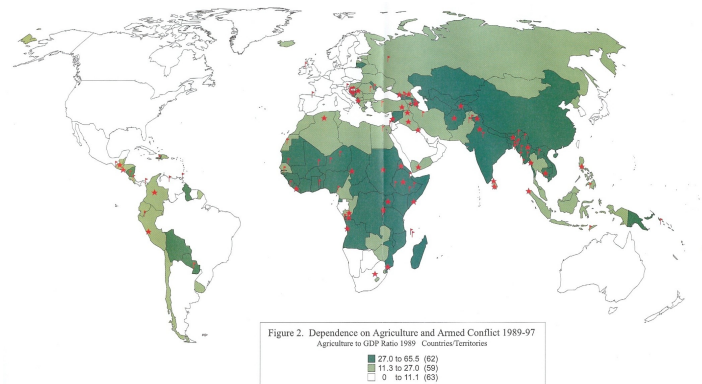 Figure 2. Dependence on Agriculture and Armed Conflict 1989-97
Agriculture to GDP Ratio 1989 Countries/Territories
27.0 to 65.5 (62)
11.3 to 27.0 (59)
0 to 11.1 (63)